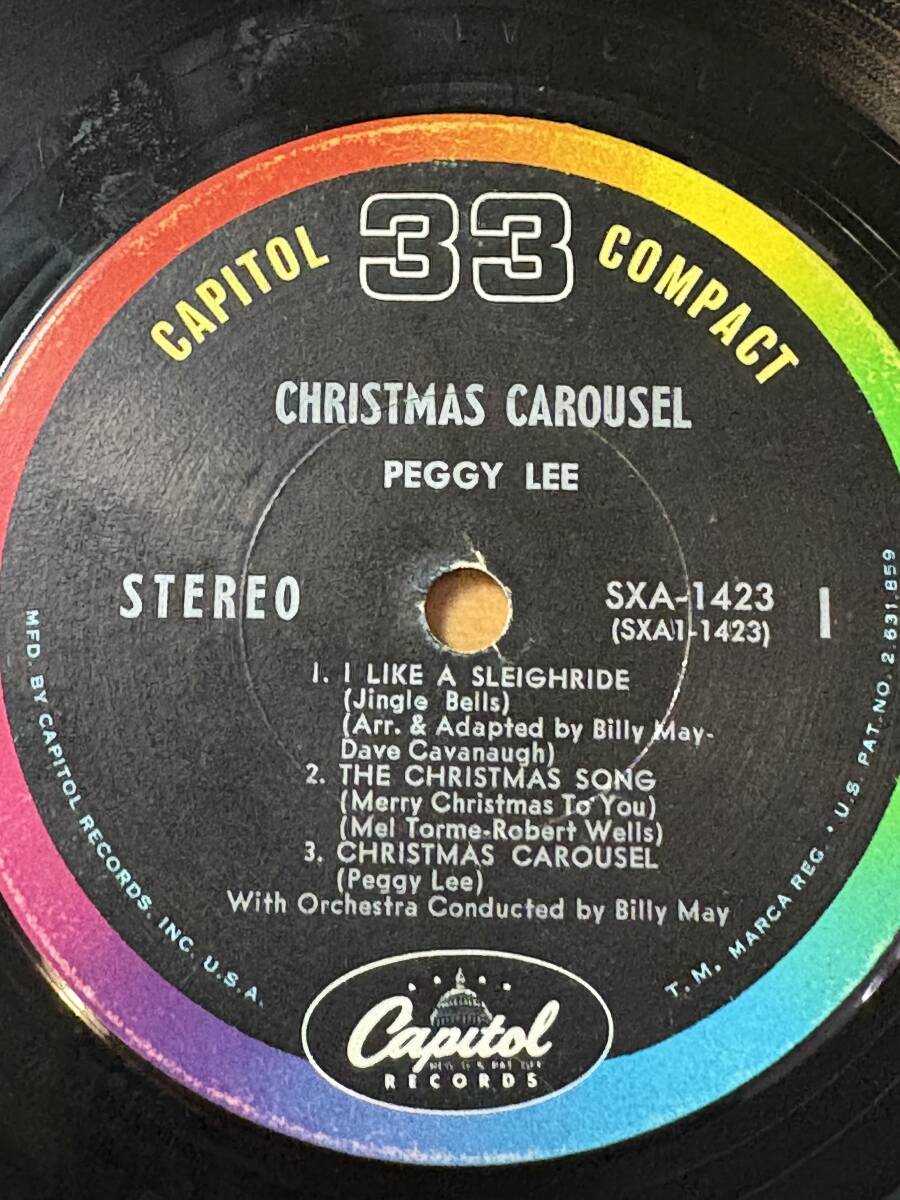 CAPITOL 33 COMPACT
CHRISTMAS CAROUSEL
PEGGY LEE
STEREO
SXA-1423
(SXA1-1423)
1
1. I LIKE A SLEIGHRIDE
(Jingle Bells)
(Arr. & Adapted by Billy May-
Dave Cavanaugh)
2. THE CHRISTMAS SONG
(Merry Christmas To You)
(Mel Torme-Robert Wells)
3. CHRISTMAS CAROUSEL
(Peggy Lee)
With Orchestra Conducted by Billy May
MFD. BY CAPITOL RECORDS, INC. U.S.A.
T.M. MARCA REG. • U.S. PAT. NO. 2,631,859
Capitol
RECORDS